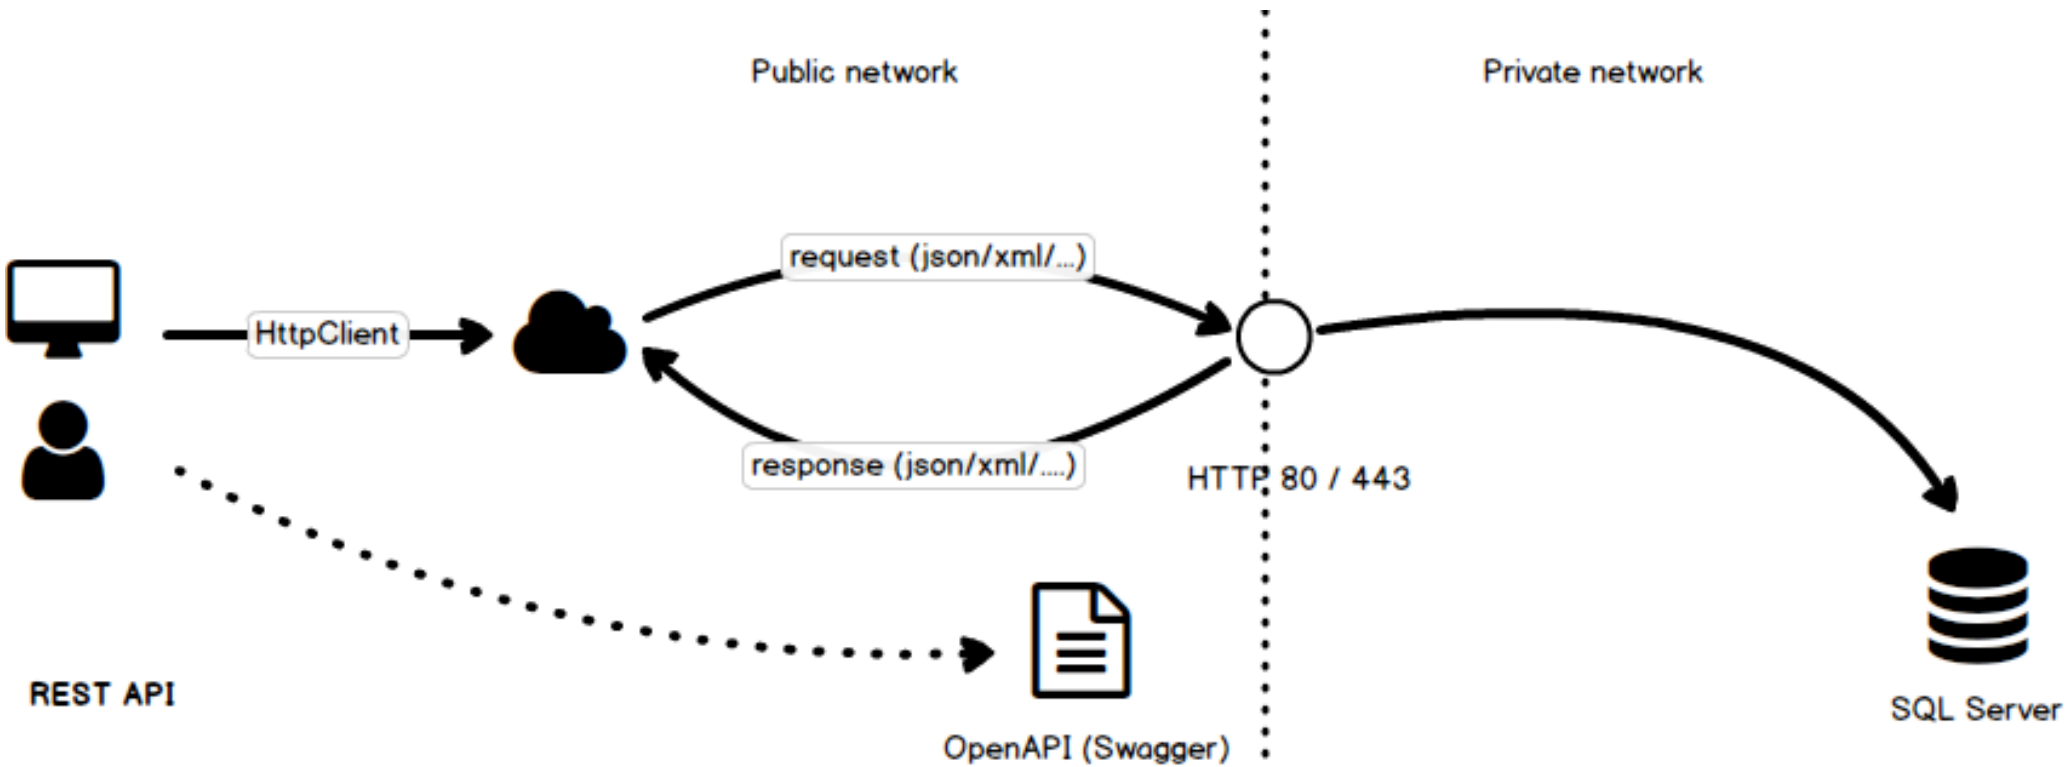 Public network
Private network
request (json/xml/...)
HttpClient
response (json/xml/....)
HTTP 80 / 443
REST API
SQL Server
OpenAPI (Swagger)